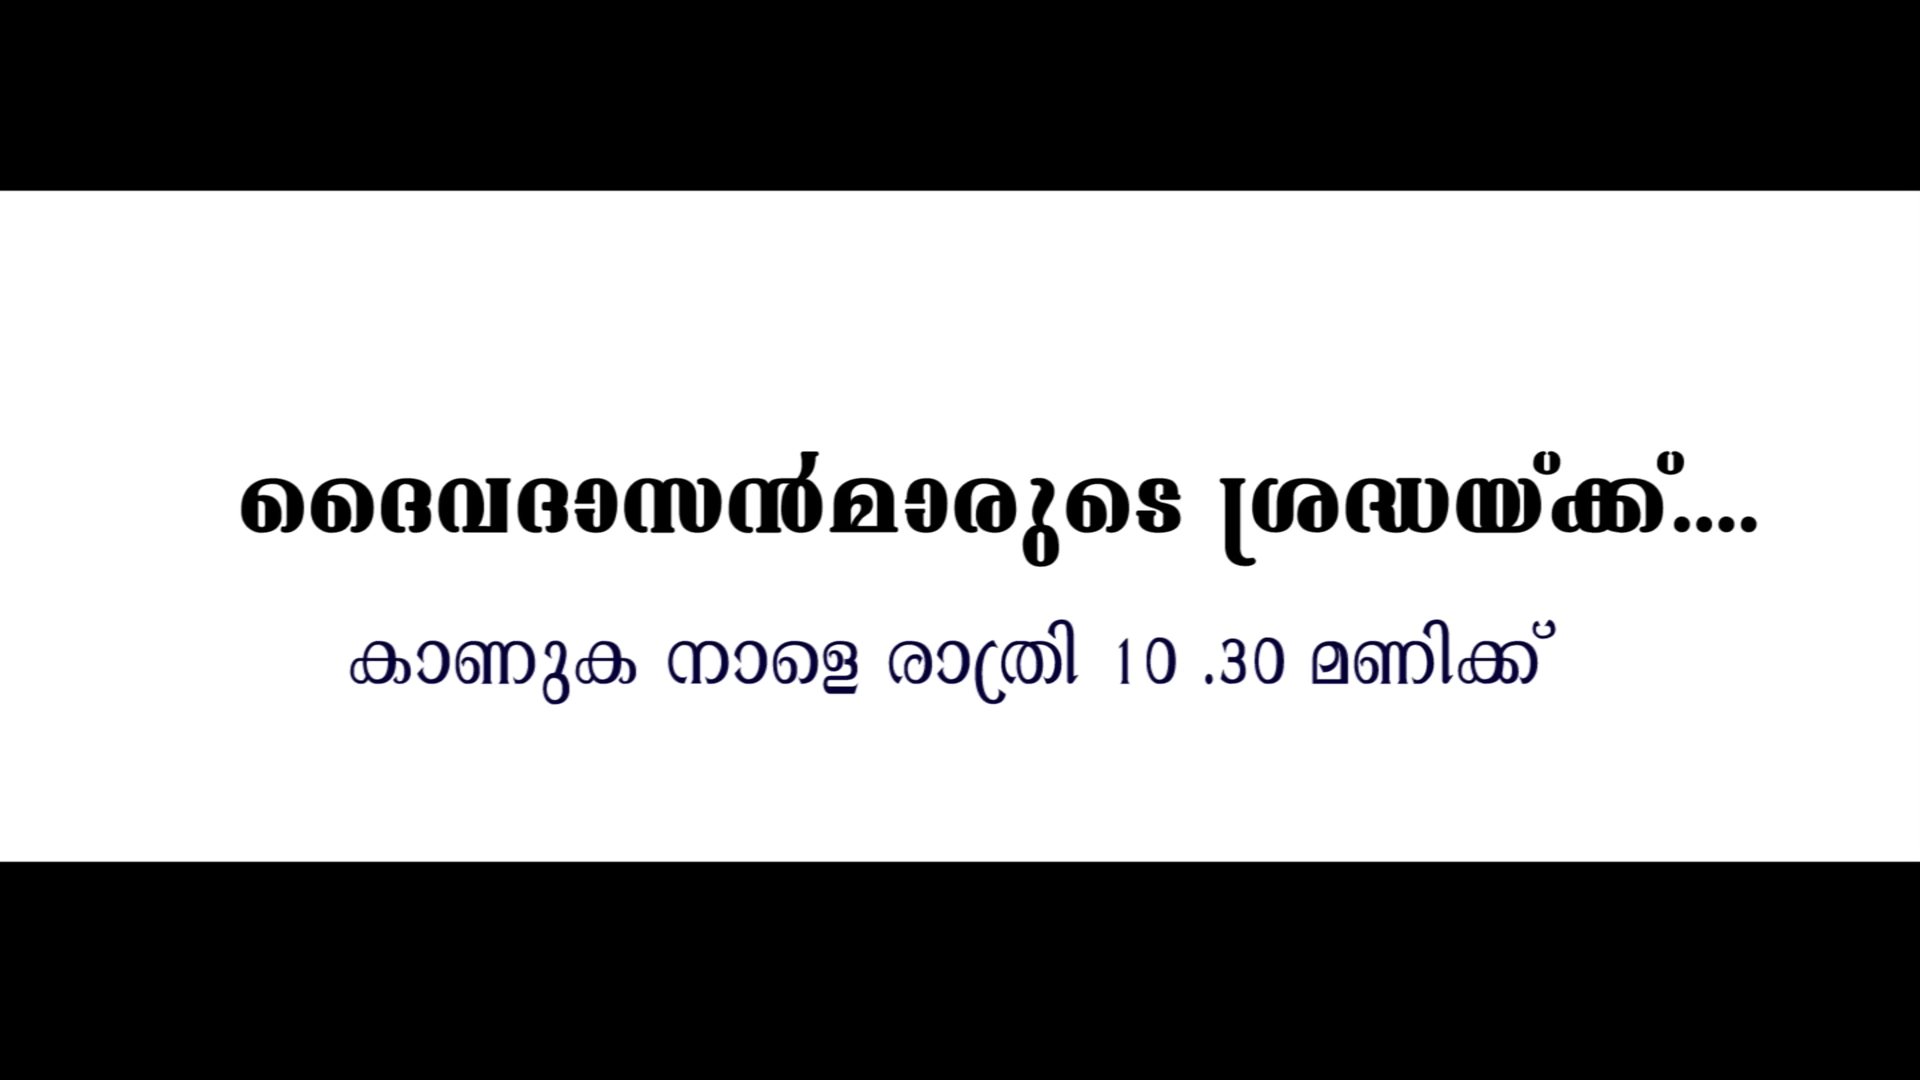 ദൈവദാസൻമാരുടെ ശ്രദ്ധയ്ക്ക്....
കാണുക നാളെ രാത്രി 10 .30 മണിക്ക്